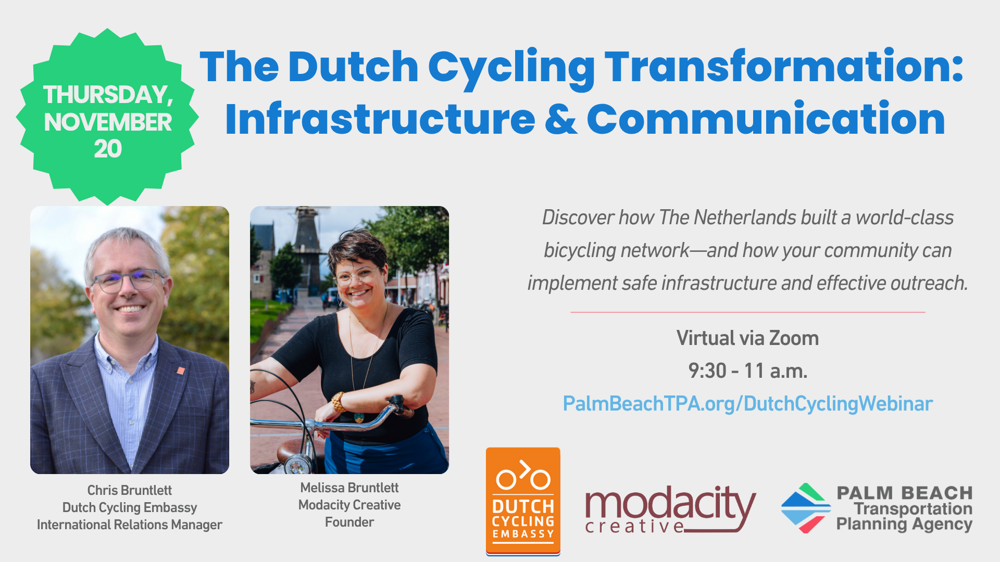 THURSDAY,
NOVEMBER
20
The Dutch Cycling Transformation:
Infrastructure & Communication
Discover how The Netherlands built a world-class
bicycling network—and how your community can
implement safe infrastructure and effective outreach.
Virtual via Zoom
9:30 - 11 a.m.
PalmBeachTPA.org/DutchCyclingWebinar
Chris Bruntlett
Dutch Cycling Embassy
International Relations Manager
Melissa Bruntlett
Modacity Creative
Founder
DUTCH
CYCLING
EMBASSY
modacity
creative
PALM BEACH
Transportation
Planning Agency